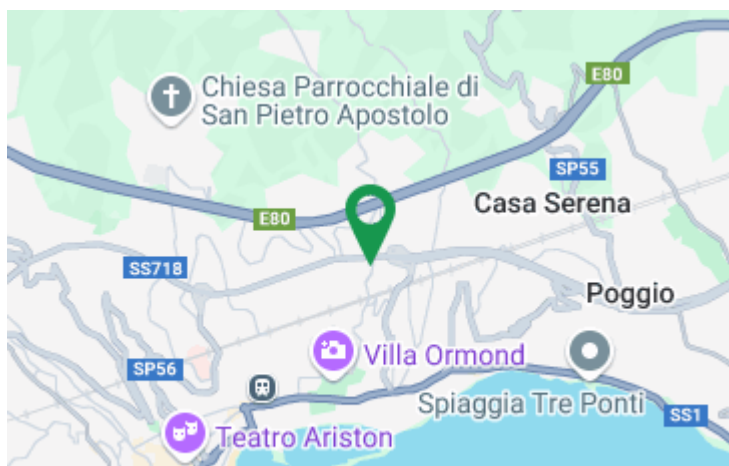 E80
Chiesa Parrocchiale di
San Pietro Apostolo
SP55
Casa Serena
E80
SS718
Poggio
Villa Ormond
SP56
Spiaggia Tre Ponti
SS1
Teatro Ariston